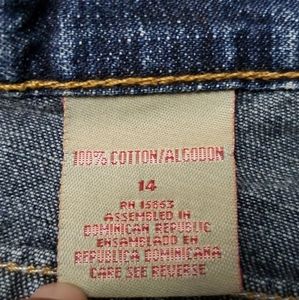 100% COTTON/ALGODON
14
RN 15863
ASSEMBLED IN
DOMINICAN REPUBLIC
ENSAMBLADO EN
REPUBLICA DOMINICANA
CARE SEE REVERSE